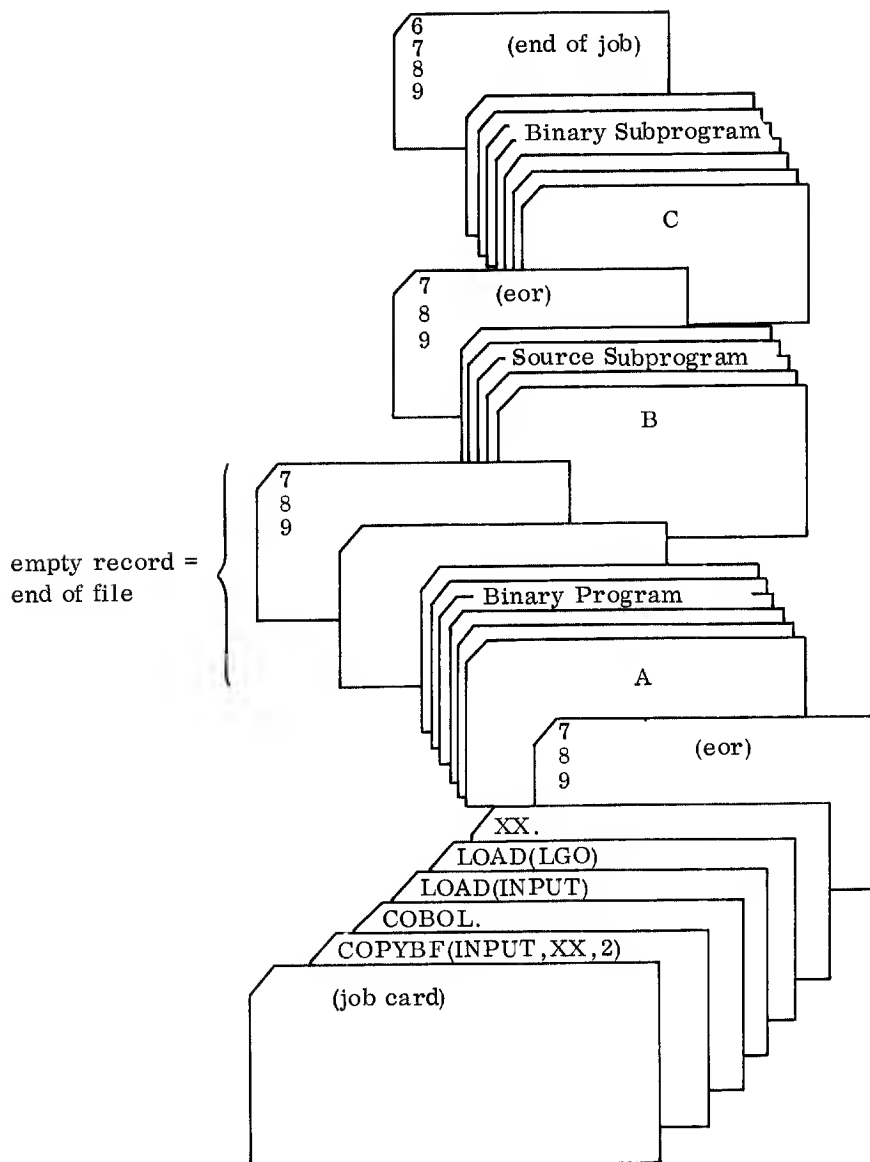 6
7
8
9
(end of job)
Binary Subprogram
C
7
8
9
(eor)
Source Subprogram
B
7
8
9
empty record =
end of file
Binary Program
A
7
8
9
(eor)
XX.
LOAD(LGO)
LOAD(INPUT)
COBOL.
COPYBF(INPUT,XX,2)
(job card)